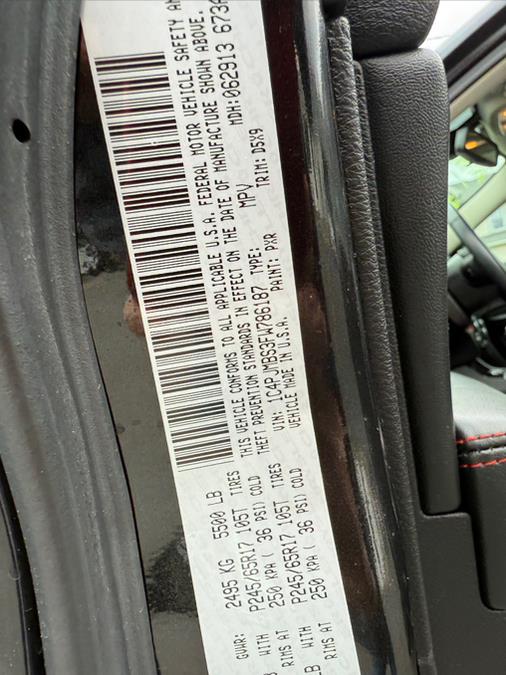 GVWR: 2495 KG 5500 LB
WITH P245/65R17 105T TIRES
RIMS AT 250 KPA ( 36 PSI) COLD
WITH P245/65R17 105T TIRES
RIMS AT 250 KPA ( 36 PSI) COLD
LB
THIS VEHICLE CONFORMS TO ALL APPLICABLE U.S.A. FEDERAL MOTOR VEHICLE SAFETY
THEFT PREVENTION STANDARDS IN EFFECT ON THE DATE OF MANUFACTURE SHOWN ABOVE.
VIN: 1C4PJMBS3FW786187 TYPE: MPV MDH:062913 673
VEHICLE MADE IN U.S.A. PAINT: PXR TRIM: D5X9